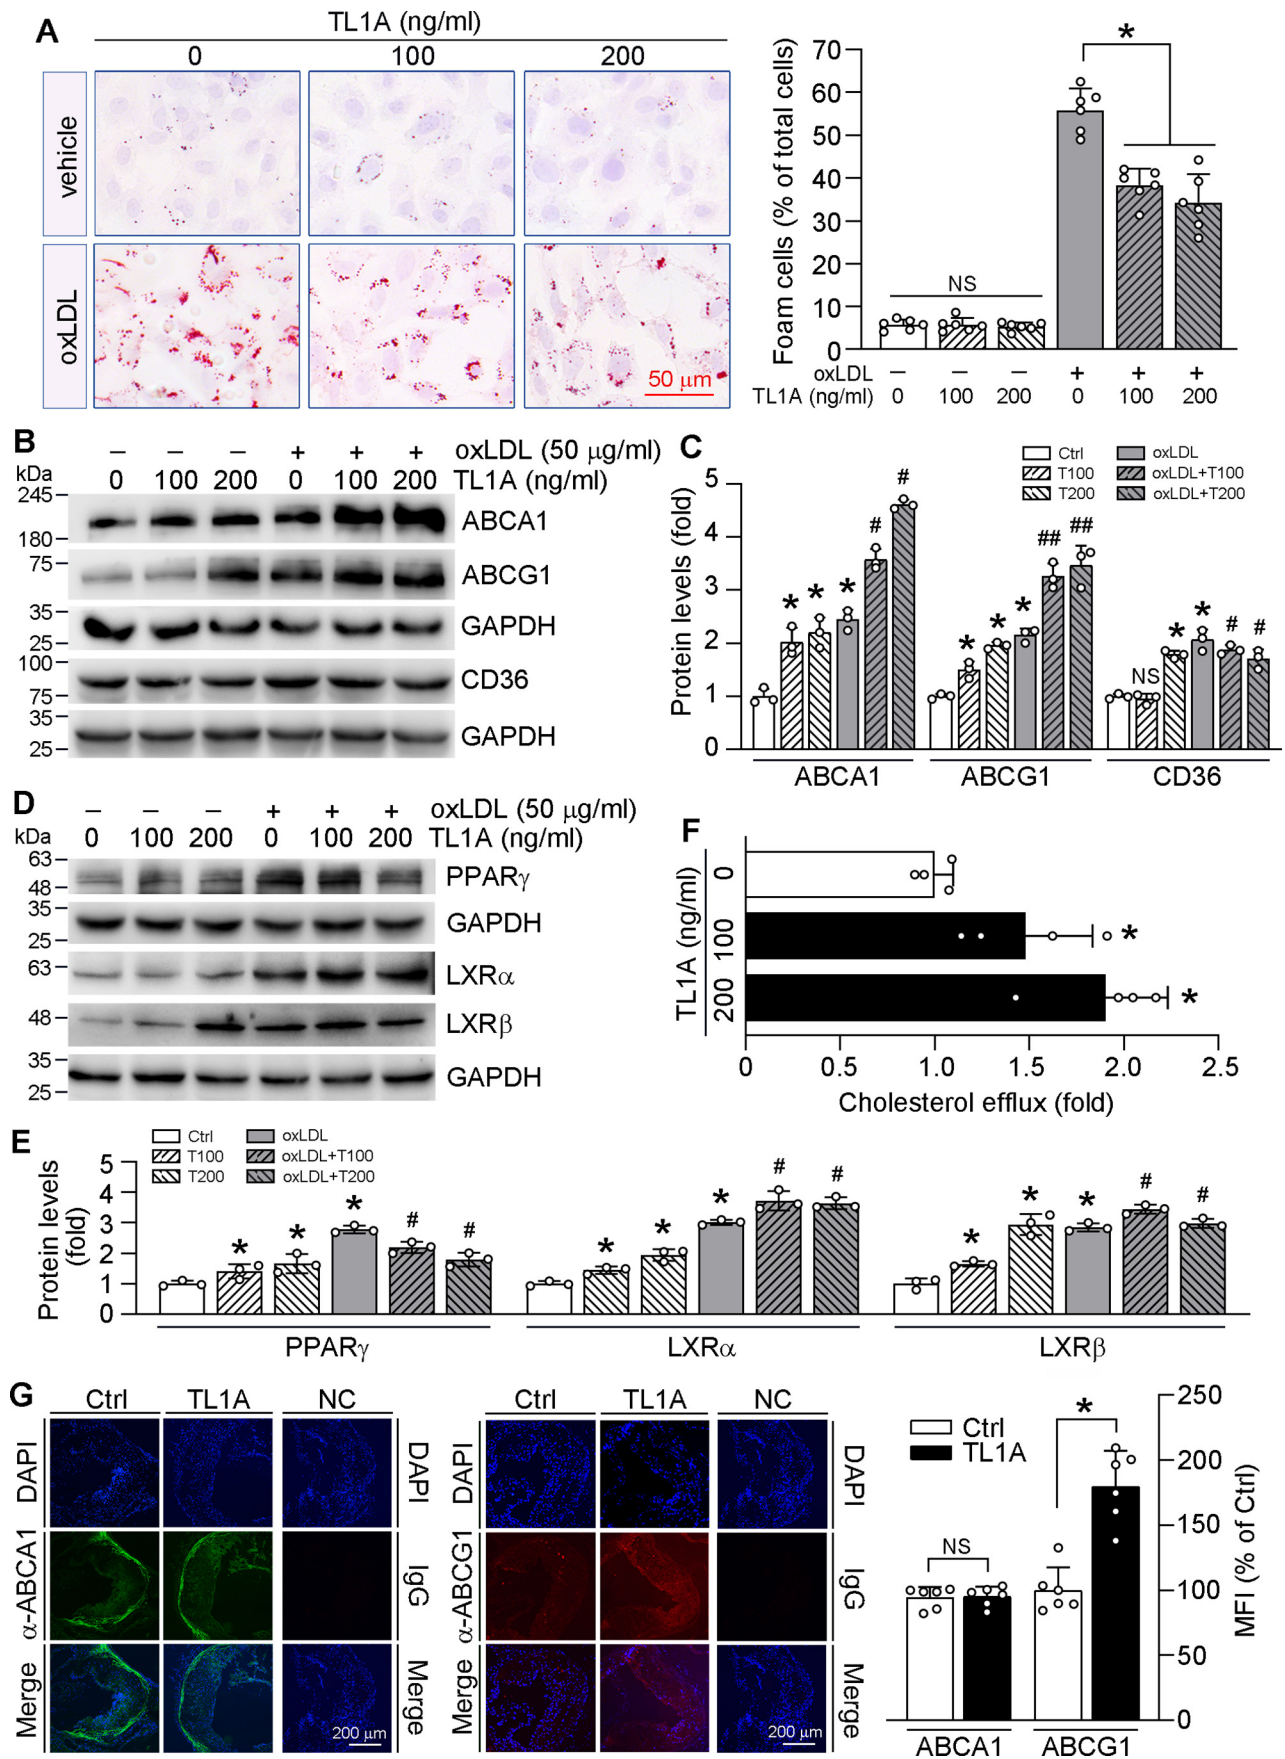 A
TL1A (ng/ml)
0 100 200
vehicle
oxLDL
50 μm
Foam cells (% of total cells)
70
60
50
40
30
20
10
0
NS
*
oxLDL – – – + + +
TL1A (ng/ml) 0 100 200 0 100 200
B
– – – + + + oxLDL (50 μg/ml)
kDa 0 100 200 0 100 200 TL1A (ng/ml)
245
180
ABCA1
75
ABCG1
35
25
GAPDH
100
75
CD36
35
25
GAPDH
C
Ctrl oxLDL
T100 oxLDL+T100
T200 oxLDL+T200
Protein levels (fold)
5
4
3
2
1
0
* * * # #
* * * ## ##
NS * * # #
ABCA1 ABCG1 CD36
D
– – – + + + oxLDL (50 μg/ml)
kDa 0 100 200 0 100 200 TL1A (ng/ml)
63
48
PPARγ
35
25
GAPDH
63
LXRα
48
LXRβ
35
25
GAPDH
F
TL1A (ng/ml)
0
100
200
*
*
0 0.5 1.0 1.5 2.0 2.5
Cholesterol efflux (fold)
E
Ctrl oxLDL
T100 oxLDL+T100
T200 oxLDL+T200
Protein levels
(fold)
5
4
3
2
1
0
* * * # #
* * * # #
* * * # #
PPARγ LXRα LXRβ
G
Ctrl TL1A NC
DAPI DAPI
α-ABCA1 IgG
Merge Merge
200 μm
Ctrl TL1A NC
DAPI DAPI
α-ABCG1 IgG
Merge Merge
200 μm
Ctrl
TL1A
NS
*
250
200
150
100
50
0
MFI (% of Ctrl)
ABCA1 ABCG1